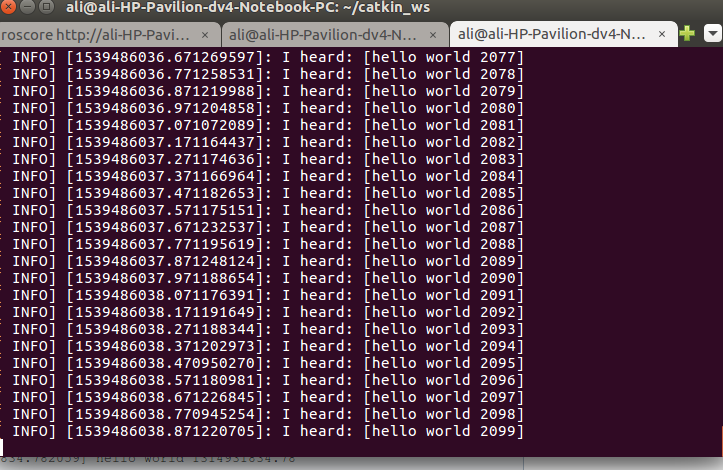 ali@ali-HP-Pavilion-dv4-Notebook-PC: ~/catkin_ws
roscore http://ali-HP-Pavi... × ali@ali-HP-Pavilion-dv4-N... × ali@ali-HP-Pavilion-dv4-N... ×
INFO] [1539486036.671269597]: I heard: [hello world 2077]
INFO] [1539486036.771258531]: I heard: [hello world 2078]
INFO] [1539486036.871219988]: I heard: [hello world 2079]
INFO] [1539486036.971204858]: I heard: [hello world 2080]
INFO] [1539486037.071072089]: I heard: [hello world 2081]
INFO] [1539486037.171164437]: I heard: [hello world 2082]
INFO] [1539486037.271174636]: I heard: [hello world 2083]
INFO] [1539486037.371166964]: I heard: [hello world 2084]
INFO] [1539486037.471182653]: I heard: [hello world 2085]
INFO] [1539486037.571175151]: I heard: [hello world 2086]
INFO] [1539486037.671232537]: I heard: [hello world 2087]
INFO] [1539486037.771195619]: I heard: [hello world 2088]
INFO] [1539486037.871248124]: I heard: [hello world 2089]
INFO] [1539486037.971188654]: I heard: [hello world 2090]
INFO] [1539486038.071176391]: I heard: [hello world 2091]
INFO] [1539486038.171191649]: I heard: [hello world 2092]
INFO] [1539486038.271188344]: I heard: [hello world 2093]
INFO] [1539486038.371202973]: I heard: [hello world 2094]
INFO] [1539486038.470950270]: I heard: [hello world 2095]
INFO] [1539486038.571180981]: I heard: [hello world 2096]
INFO] [1539486038.671226845]: I heard: [hello world 2097]
INFO] [1539486038.770945254]: I heard: [hello world 2098]
INFO] [1539486038.871220705]: I heard: [hello world 2099]
hello world